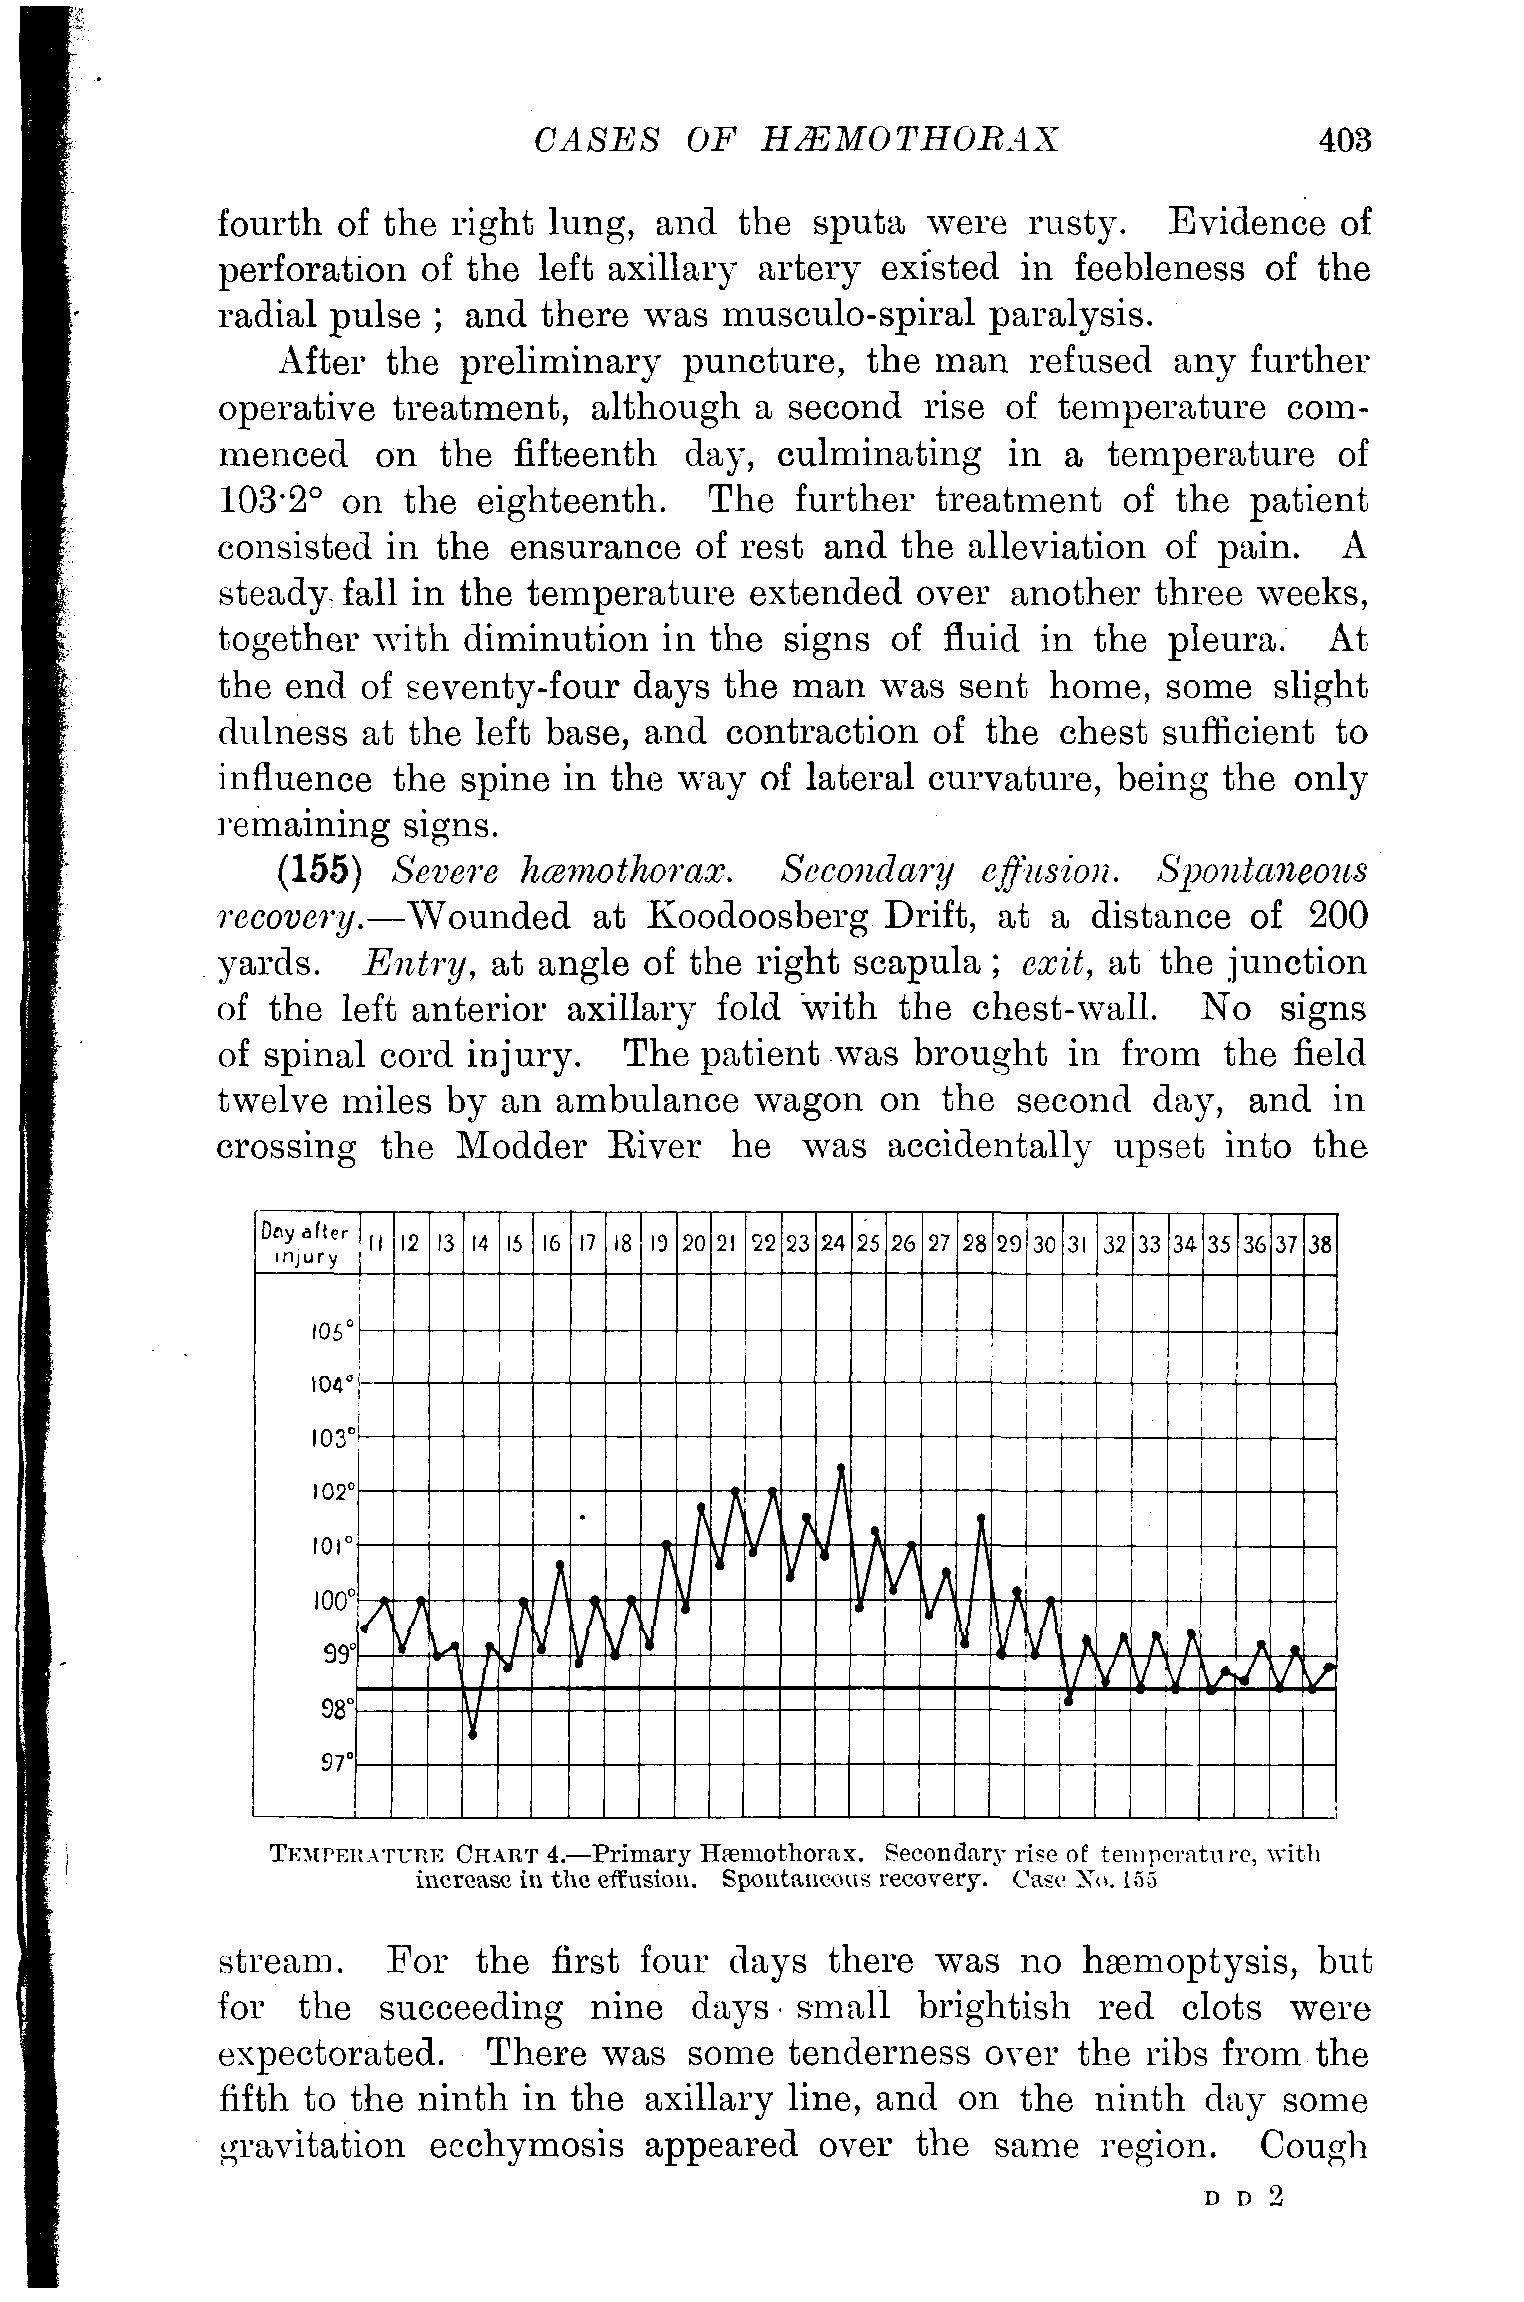 CASES OF HÆMOTHORAX 403
fourth of the right lung, and the sputa were rusty. Evidence of
perforation of the left axillary artery existed in feebleness of the
radial pulse ; and there was musculo-spiral paralysis.
After the preliminary puncture, the man refused any further
operative treatment, although a second rise of temperature com-
menced on the fifteenth day, culminating in a temperature of
103·2° on the eighteenth. The further treatment of the patient
consisted in the ensurance of rest and the alleviation of pain. A
steady fall in the temperature extended over another three weeks,
together with diminution in the signs of fluid in the pleura. At
the end of seventy-four days the man was sent home, some slight
dulness at the left base, and contraction of the chest sufficient to
influence the spine in the way of lateral curvature, being the only
remaining signs.
(155) Severe hæmothorax. Secondary effusion. Spontaneous
recovery.—Wounded at Koodoosberg Drift, at a distance of 200
yards. Entry, at angle of the right scapula ; exit, at the junction
of the left anterior axillary fold with the chest-wall. No signs
of spinal cord injury. The patient was brought in from the field
twelve miles by an ambulance wagon on the second day, and in
crossing the Modder River he was accidentally upset into the
Day after
injury 11 12 13 14 15 16 17 18 19 20 21 22 23 24 25 26 27 28 29 30 31 32 33 34 35 36 37 38
105°
104°
103°
102°
101°
100°
99°
98°
97°
TEMPERATURE CHART 4.—Primary Hæmothorax. Secondary rise of temperature, with
increase in the effusion. Spontaneous recovery. Case No. 155
stream. For the first four days there was no hæmoptysis, but
for the succeeding nine days small brightish red clots were
expectorated. There was some tenderness over the ribs from the
fifth to the ninth in the axillary line, and on the ninth day some
gravitation ecchymosis appeared over the same region. Cough
D D 2